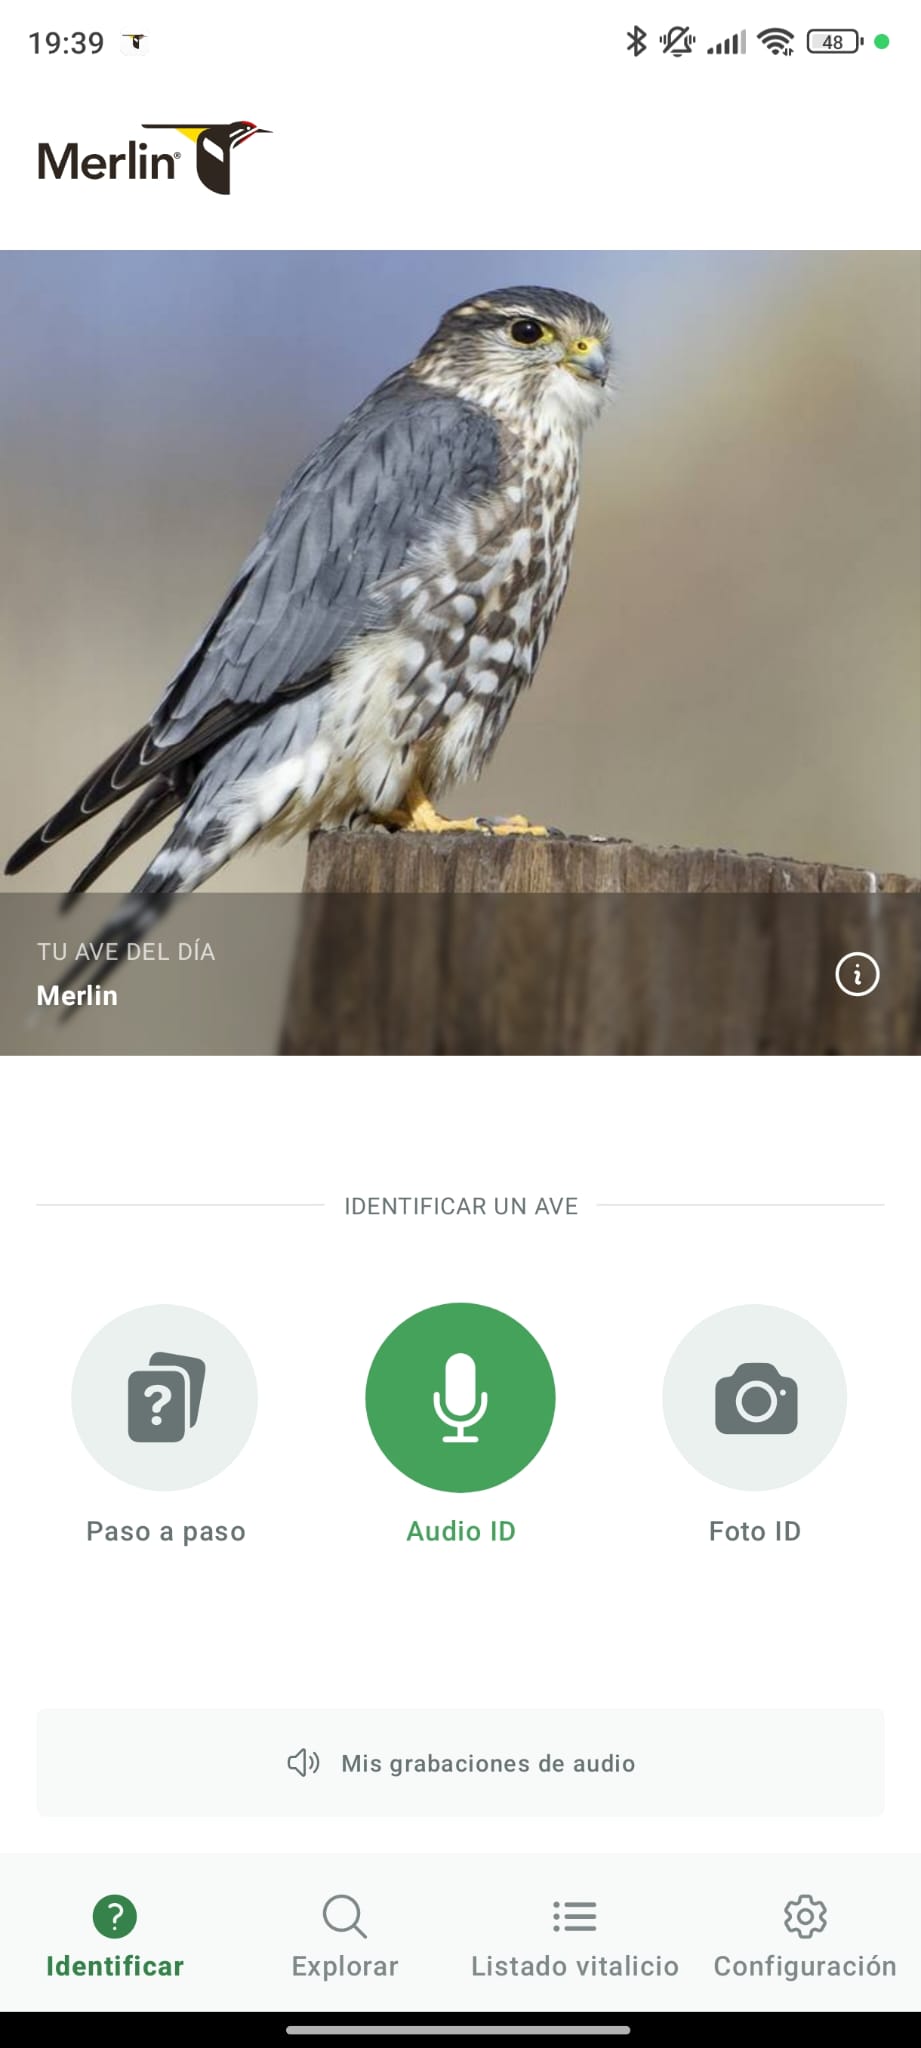 19:39
48
Merlin®
TU AVE DEL DÍA
Merlin
IDENTIFICAR UN AVE
Paso a paso
Audio ID
Foto ID
Mis grabaciones de audio
Identificar
Explorar
Listado vitalicio
Configuración